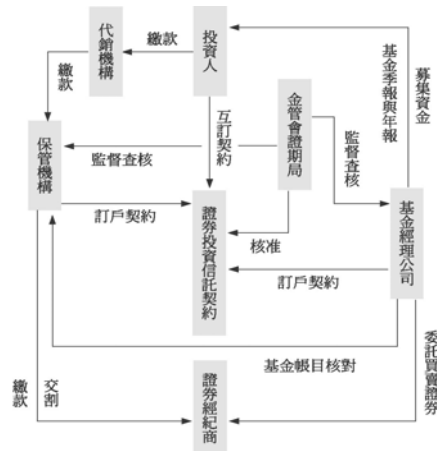 代銷機構
繳款
投資人
繳款
基金季報與年報
募集資金
金管會證期局
互訂契約
監督查核
監督查核
保管機構
訂戶契約
證券投資信託契約
核准
訂戶契約
基金經理公司
基金帳目核對
委託買賣證券
繳款
交割
證券經紀商